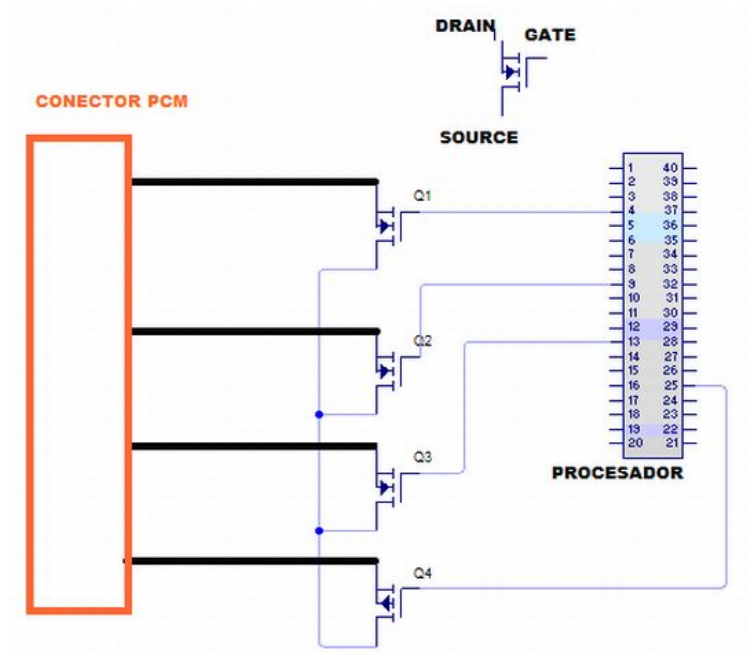 DRAIN
GATE
CONECTOR PCM
SOURCE
Q1
1 40
2 39
3 38
4 37
5 36
6 35
7 34
8 33
9 32
10 31
11 30
12 29
13 28
14 27
15 26
16 25
17 24
18 23
19 22
20 21
Q2
Q3
PROCESADOR
Q4